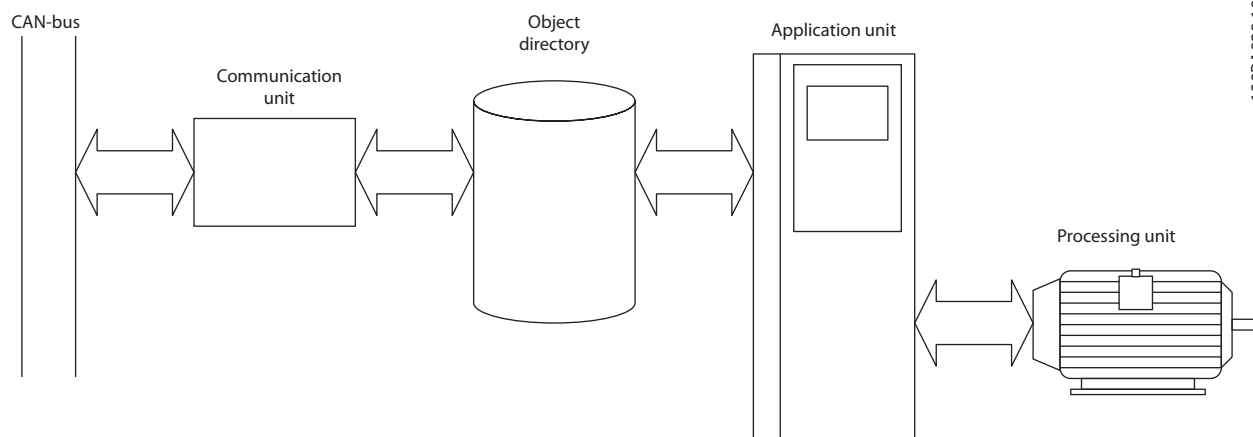 CAN-bus
Communication
unit
Object
directory
Application unit
Processing unit